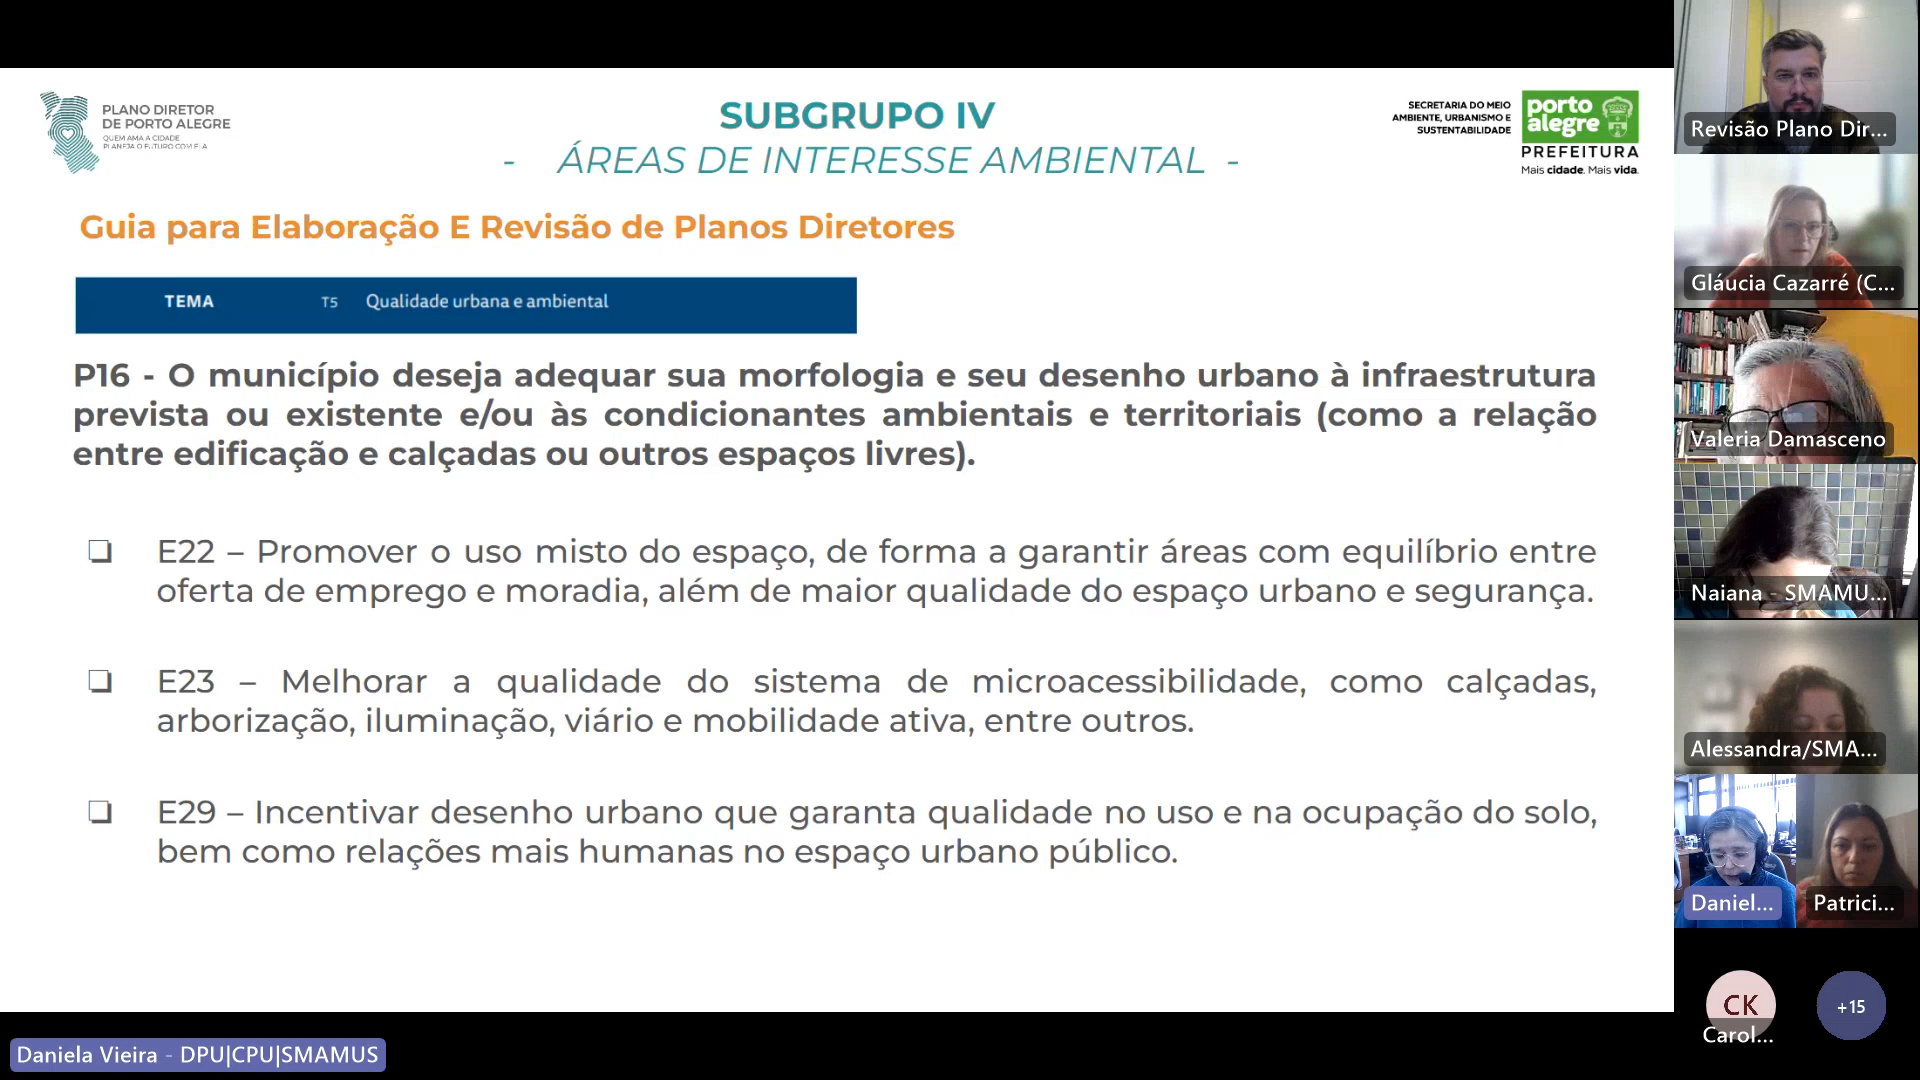 PLANO DIRETOR
DE PORTO ALEGRE
QUEM AMA A CIDADE
PLANEJA O FUTURO COM ELA
SUBGRUPO IV
- ÁREAS DE INTERESSE AMBIENTAL -
SECRETARIA DO MEIO
AMBIENTE, URBANISMO E
SUSTENTABILIDADE
porto
alegre
PREFEITURA
Mais cidade. Mais vida.
Guia para Elaboração E Revisão de Planos Diretores
TEMA T5 Qualidade urbana e ambiental
P16 - O município deseja adequar sua morfologia e seu desenho urbano à infraestrutura
prevista ou existente e/ou às condicionantes ambientais e territoriais (como a relação
entre edificação e calçadas ou outros espaços livres).
E22 – Promover o uso misto do espaço, de forma a garantir áreas com equilíbrio entre
oferta de emprego e moradia, além de maior qualidade do espaço urbano e segurança.
E23 – Melhorar a qualidade do sistema de microacessibilidade, como calçadas,
arborização, iluminação, viário e mobilidade ativa, entre outros.
E29 – Incentivar desenho urbano que garanta qualidade no uso e na ocupação do solo,
bem como relações mais humanas no espaço urbano público.
Revisão Plano Dir...
Gláucia Cazarré (C...
Valeria Damasceno
Naiana - SMAMU...
Alessandra/SMA...
Daniel...
Patrici...
CK
Carol...
+15
Daniela Vieira - DPU|CPU|SMAMUS